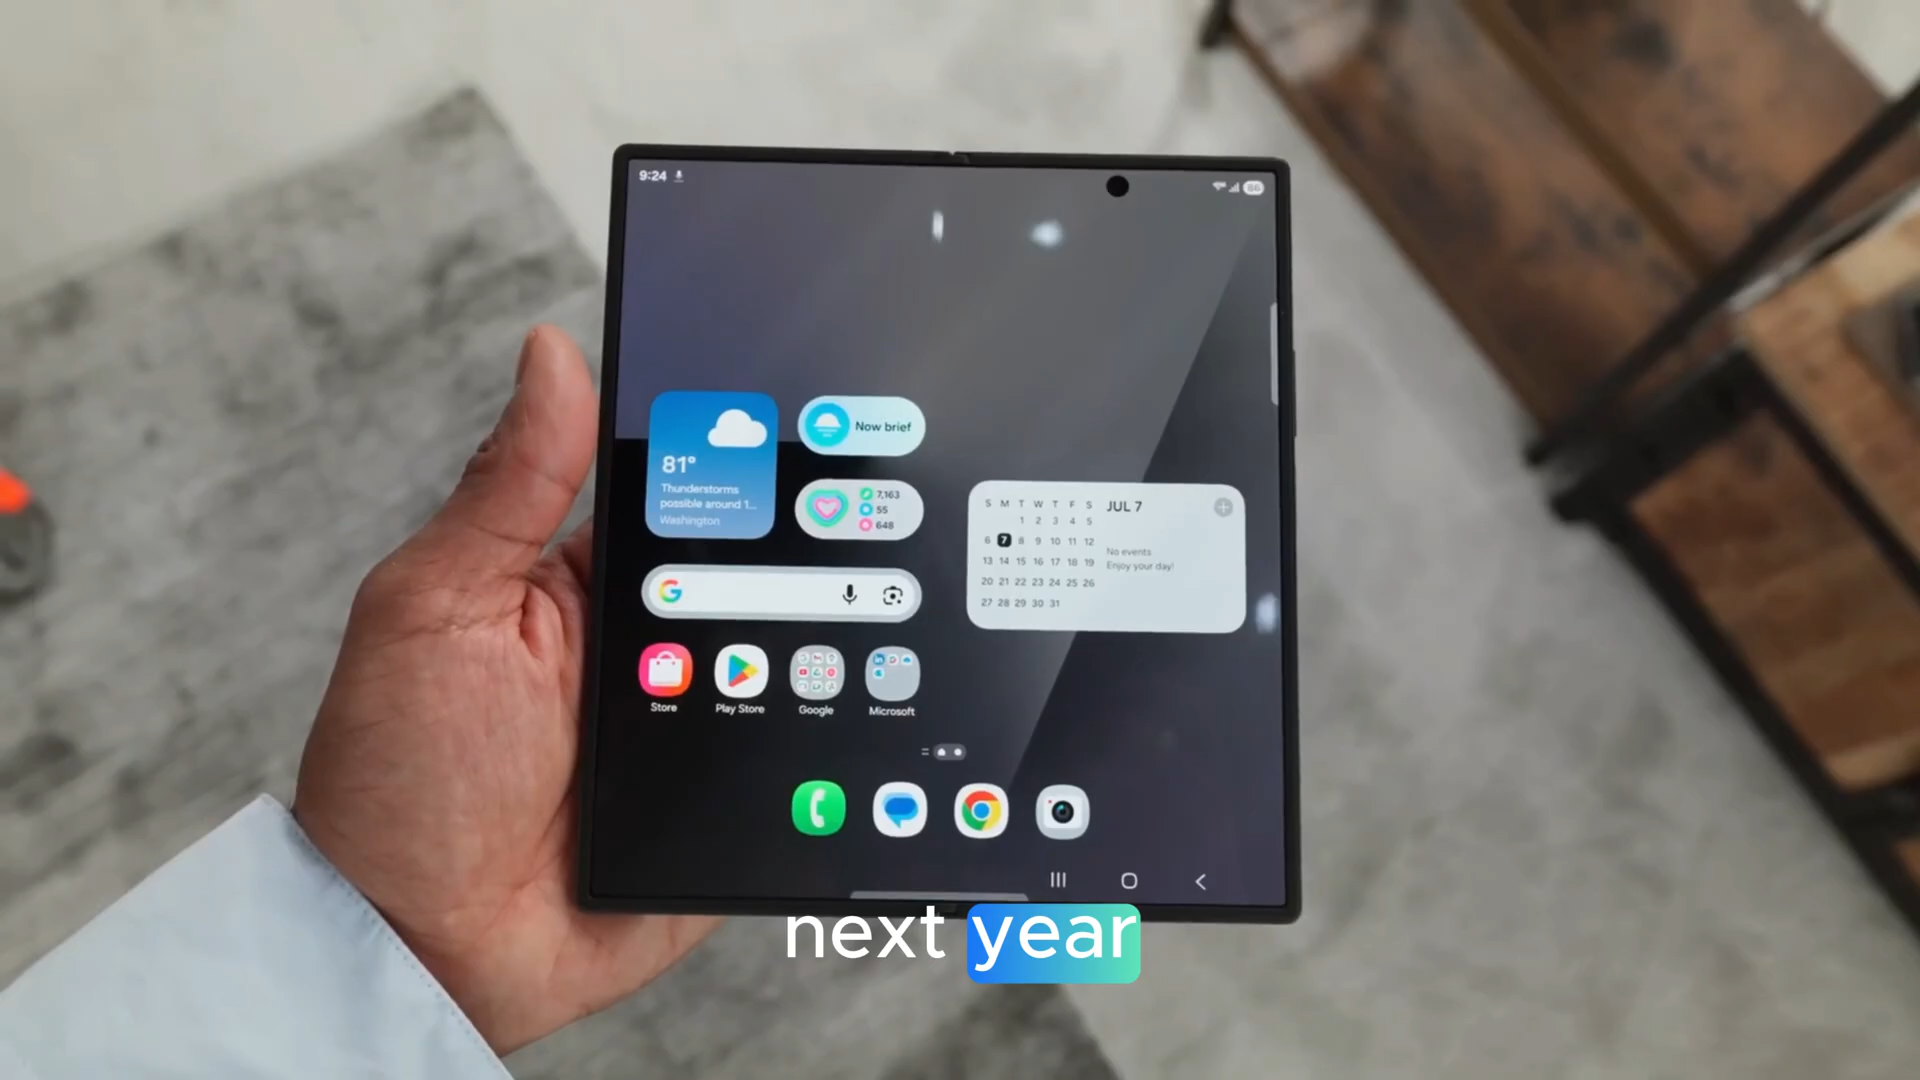 9:24
86
81°
Thunderstorms
possible around 1...
Washington
Now brief
7,163
55
648
S M T W T F S
1 2 3 4 5
6 7 8 9 10 11 12
13 14 15 16 17 18 19
20 21 22 23 24 25 26
27 28 29 30 31
JUL 7
No events
Enjoy your day!
Store
Play Store
Google
Microsoft
next year